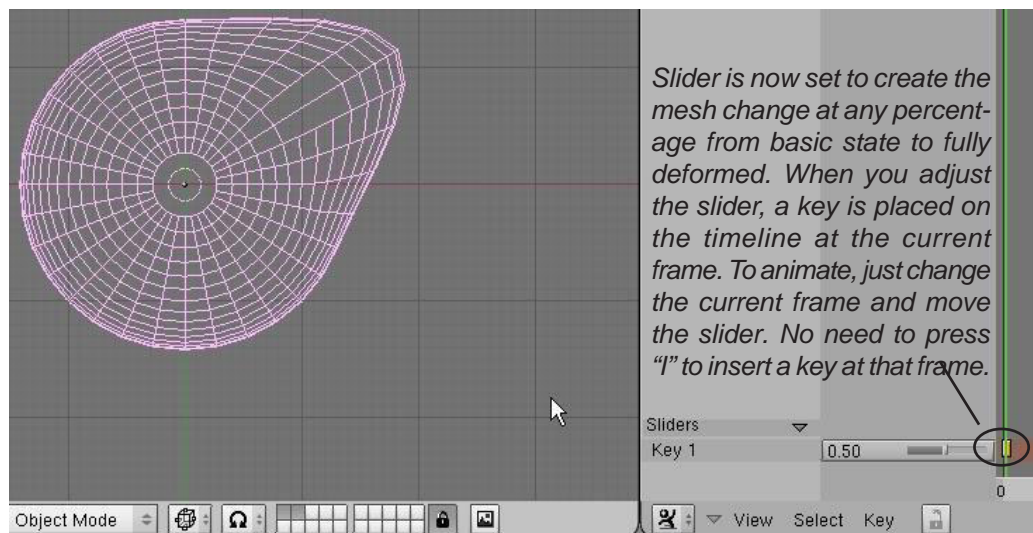 Slider is now set to create the
mesh change at any percent-
age from basic state to fully
deformed. When you adjust
the slider, a key is placed on
the timeline at the current
frame. To animate, just change
the current frame and move
the slider. No need to press
“I” to insert a key at that frame.
Sliders
Key 1 0.50
0
Object Mode
View Select Key